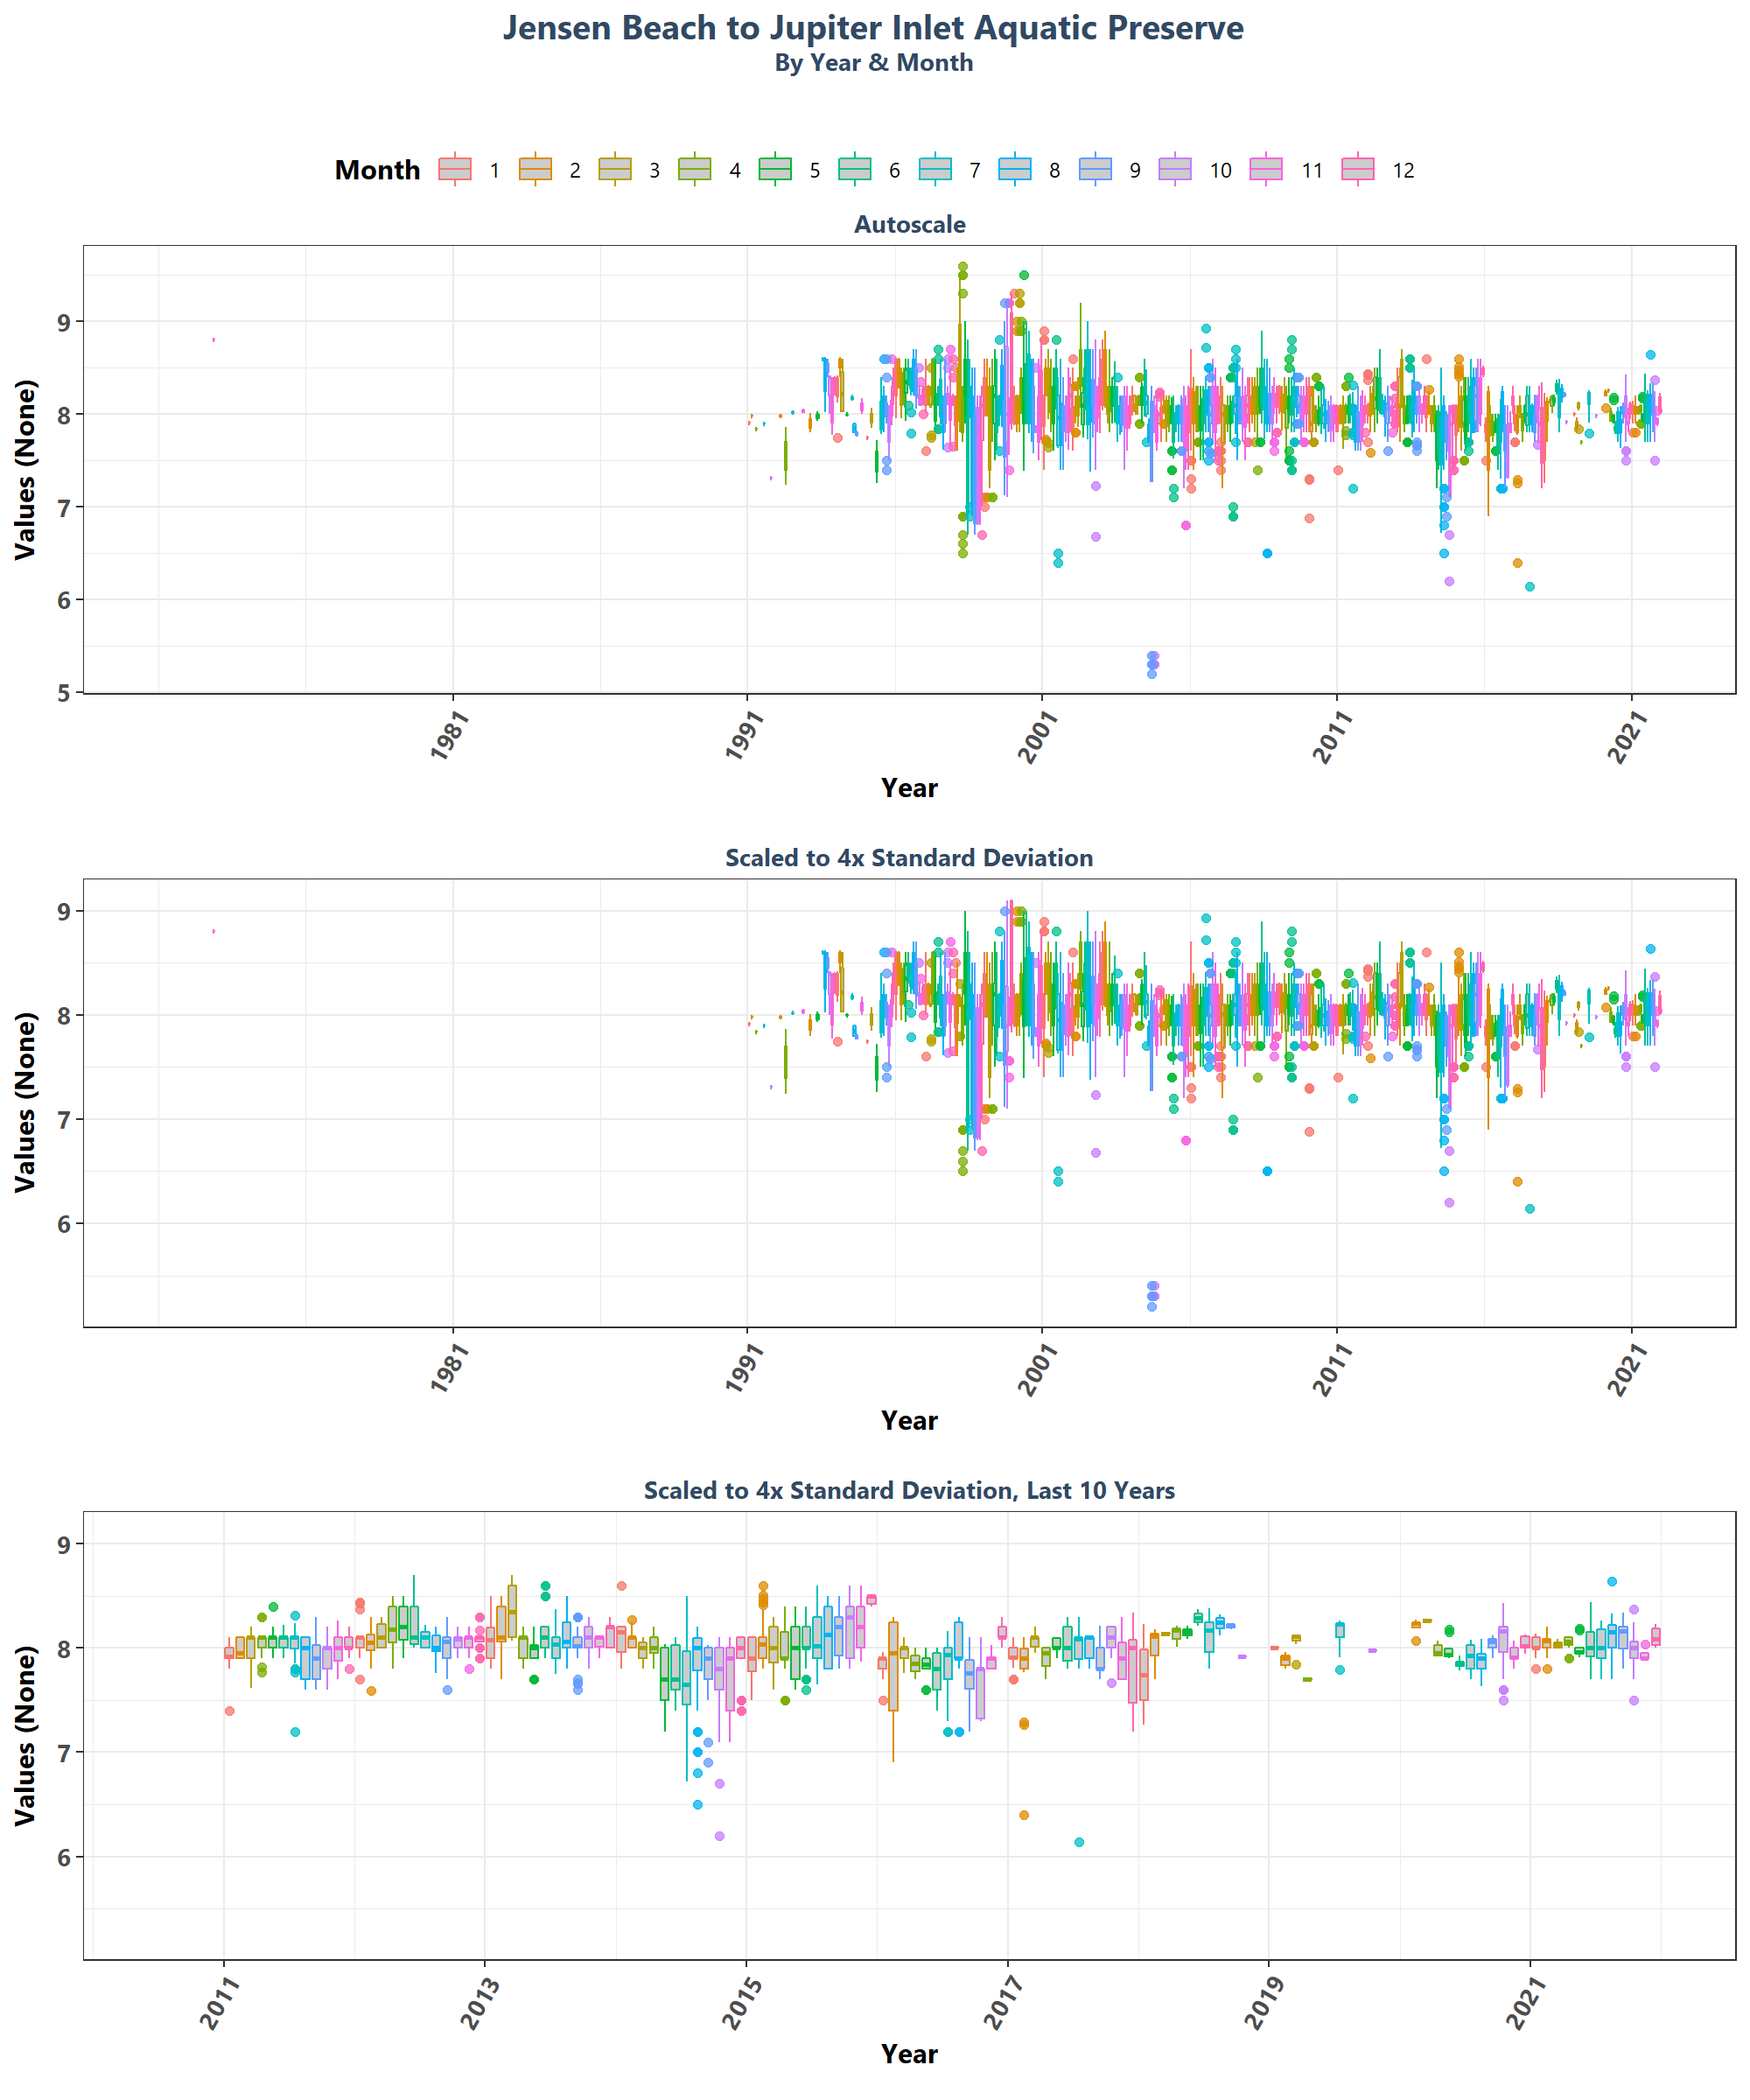 Jensen Beach to Jupiter Inlet Aquatic Preserve
By Year & Month
Month 1 2 3 4 5 6 7 8 9 10 11 12
Autoscale
Values (None)
9
8
7
6
5
1981 1991 2001 2011 2021
Year
Scaled to 4x Standard Deviation
Values (None)
9
8
7
6
1981 1991 2001 2011 2021
Year
Scaled to 4x Standard Deviation, Last 10 Years
Values (None)
9
8
7
6
2011 2013 2015 2017 2019 2021
Year